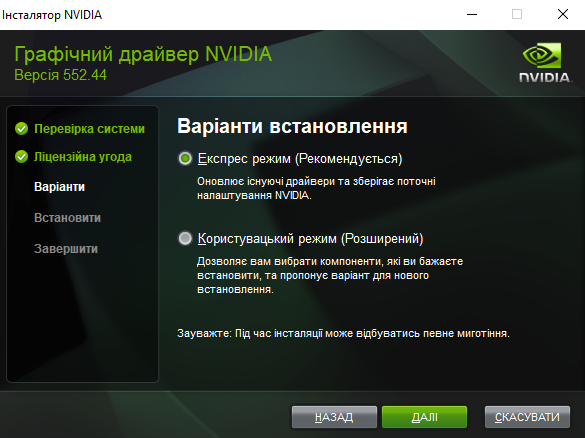 Інсталятор NVIDIA
Графічний драйвер NVIDIA
Версія 552.44
NVIDIA
Перевірка системи
Ліцензійна угода
Варіанти
Встановити
Завершити
Варіанти встановлення
Експрес режим (Рекомендується)
Оновлює існуючі драйвери та зберігає поточні
налаштування NVIDIA.
Користувацький режим (Розширений)
Дозволяє вам вибрати компоненти, які ви бажаєте
встановити, та пропонує варіант для нового
встановлення.
Зауважте: Під час інсталяції може відбуватись певне миготіння.
НАЗАД
ДАЛІ
СКАСУВАТИ